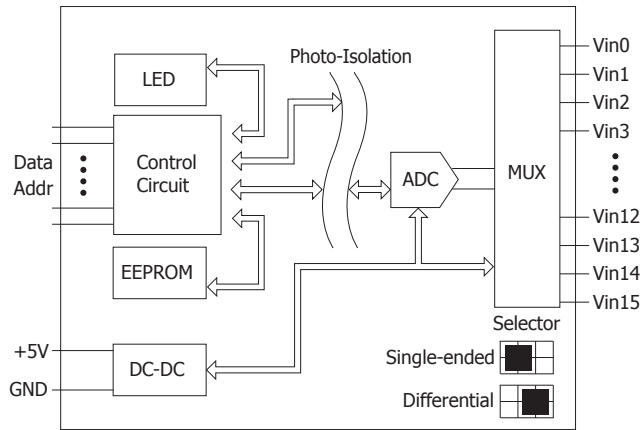 Photo-Isolation
LED
Data
Addr
Control
Circuit
EEPROM
ADC
MUX
Vin0
Vin1
Vin2
Vin3
Vin12
Vin13
Vin14
Vin15
+5V
GND
DC-DC
Selector
Single-ended
Differential